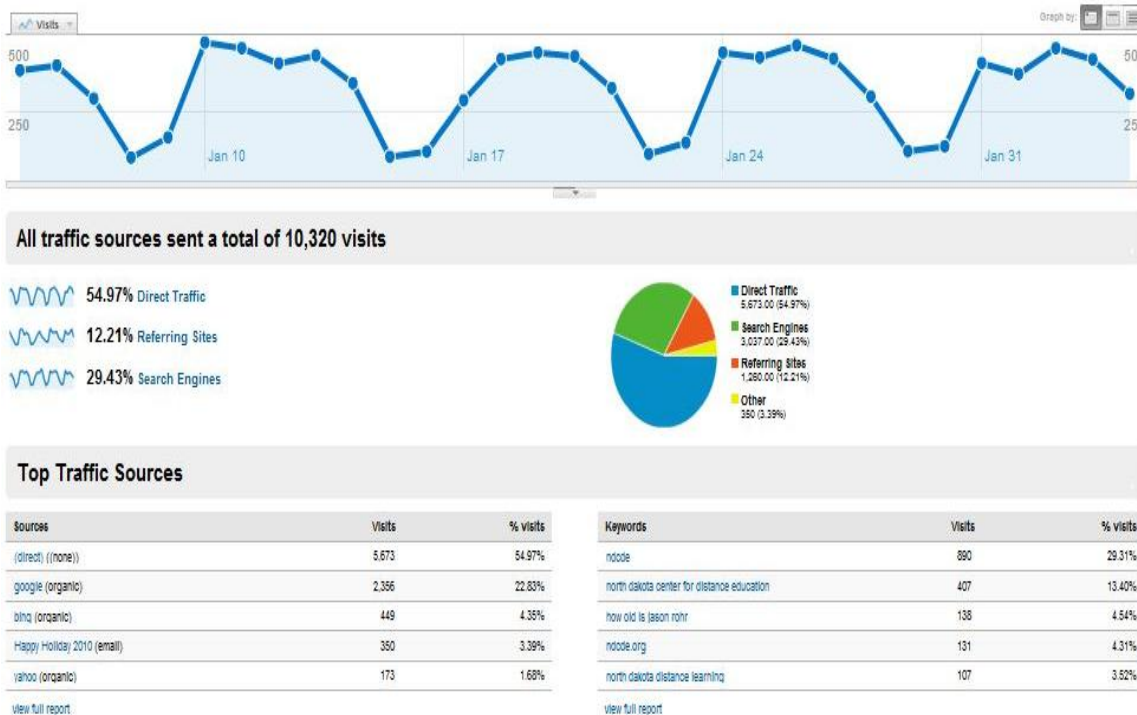 Visits
Graph by:
500
50
250
25
Jan 10
Jan 17
Jan 24
Jan 31
All traffic sources sent a total of 10,320 visits
54.97% Direct Traffic
12.21% Referring Sites
29.43% Search Engines
Direct Traffic
5,673.00 (54.97%)
Search Engines
3,037.00 (29.43%)
Referring Sites
1,260.00 (12.21%)
Other
350 (3.39%)
Top Traffic Sources
Sources Visits % visits
(direct) ((none)) 5,673 54.97%
google (organic) 2,356 22.83%
bing (organic) 449 4.35%
Happy Holiday 2010 (email) 350 3.39%
yahoo (organic) 173 1.68%
view full report
Keywords Visits % visits
ndcde 890 29.31%
north dakota center for distance education 407 13.40%
how old is jason rohr 138 4.54%
ndcde.org 131 4.31%
north dakota distance learning 107 3.52%
view full report